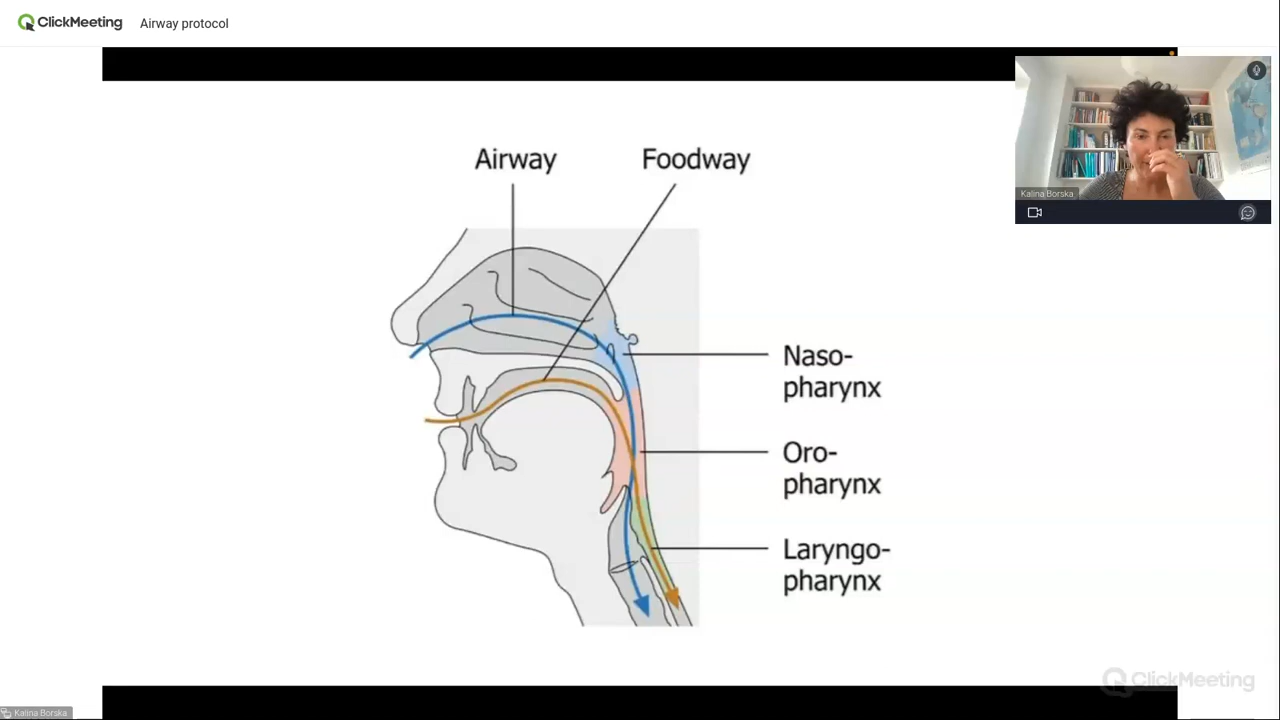 ClickMeeting Airway protocol
Kalina Borska
Airway Foodway
Naso-
pharynx
Oro-
pharynx
Laryngo-
pharynx
ClickMeeting
Kalina Borska